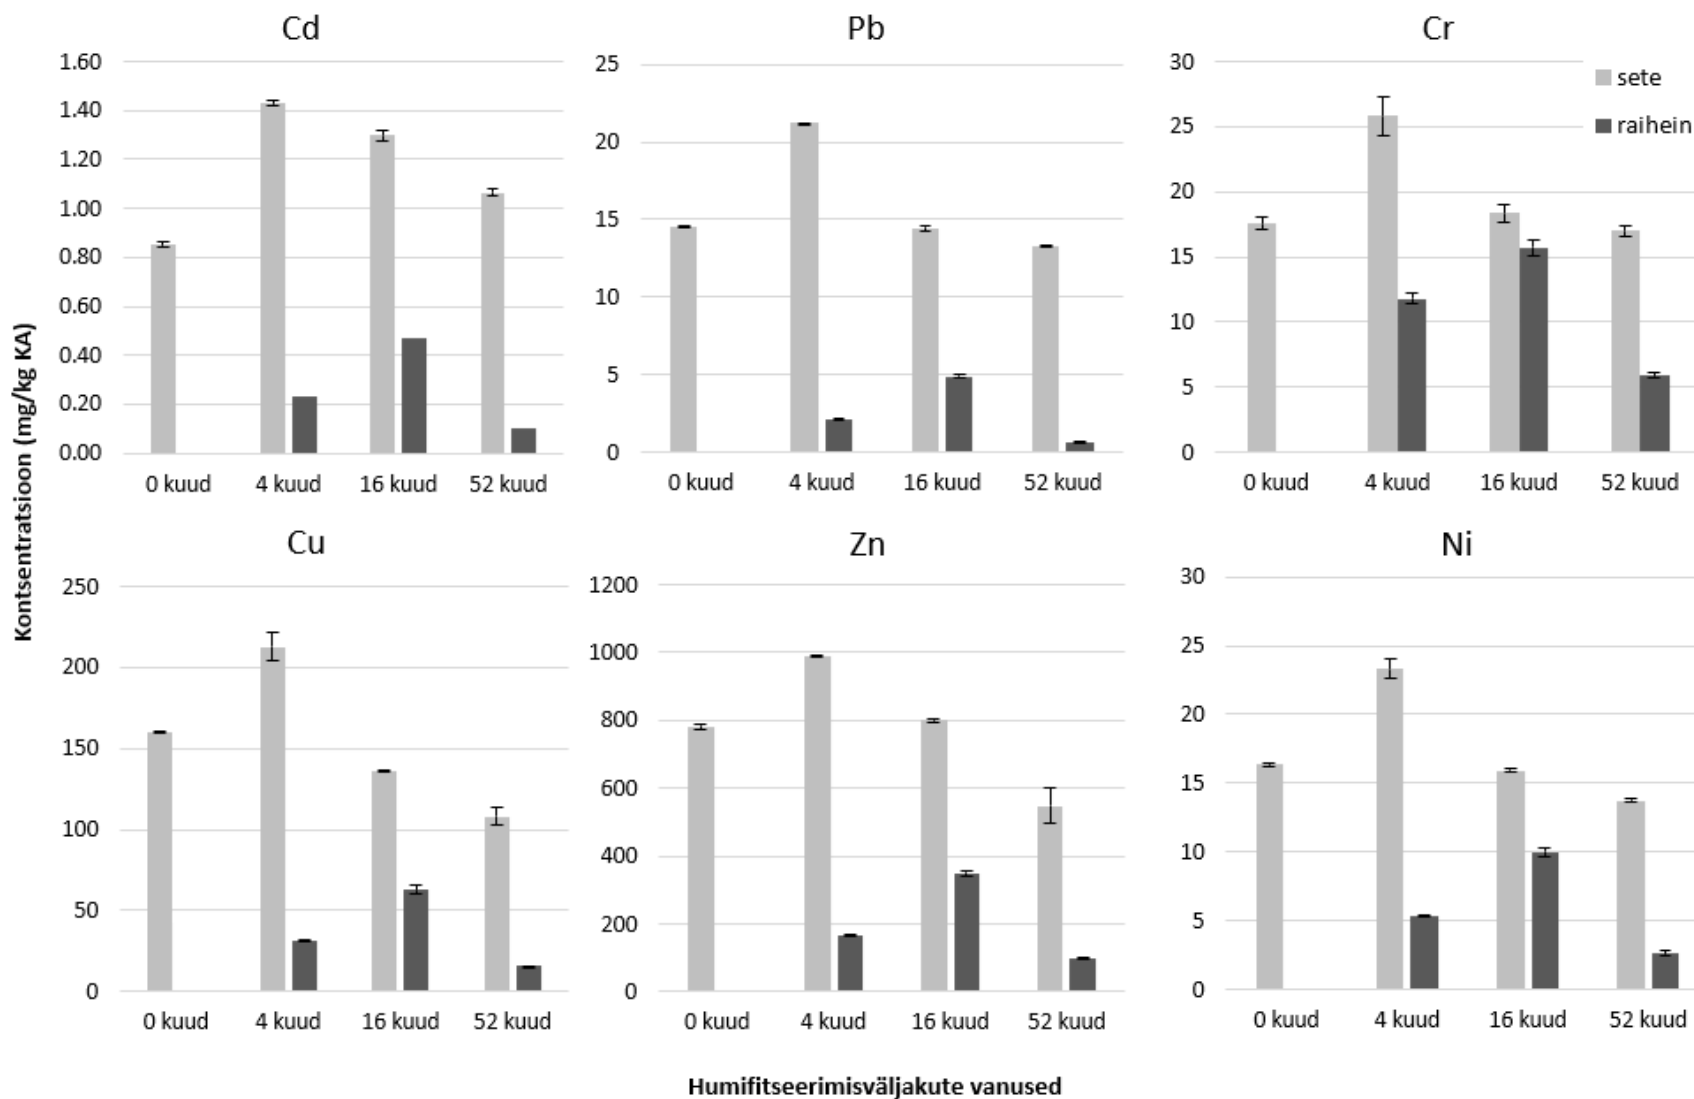 Cd
1.60
1.40
1.20
1.00
0.80
0.60
0.40
0.20
0.00
0 kuud 4 kuud 16 kuud 52 kuud
Pb
25
20
15
10
5
0
0 kuud 4 kuud 16 kuud 52 kuud
Cr
30
25
20
15
10
5
0
0 kuud 4 kuud 16 kuud 52 kuud
sete
raihein
Kontsentratsioon (mg/kg KA)
Cu
250
200
150
100
50
0
0 kuud 4 kuud 16 kuud 52 kuud
Zn
1200
1000
800
600
400
200
0
0 kuud 4 kuud 16 kuud 52 kuud
Ni
30
25
20
15
10
5
0
0 kuud 4 kuud 16 kuud 52 kuud
Humifitseerimisväljakute vanused